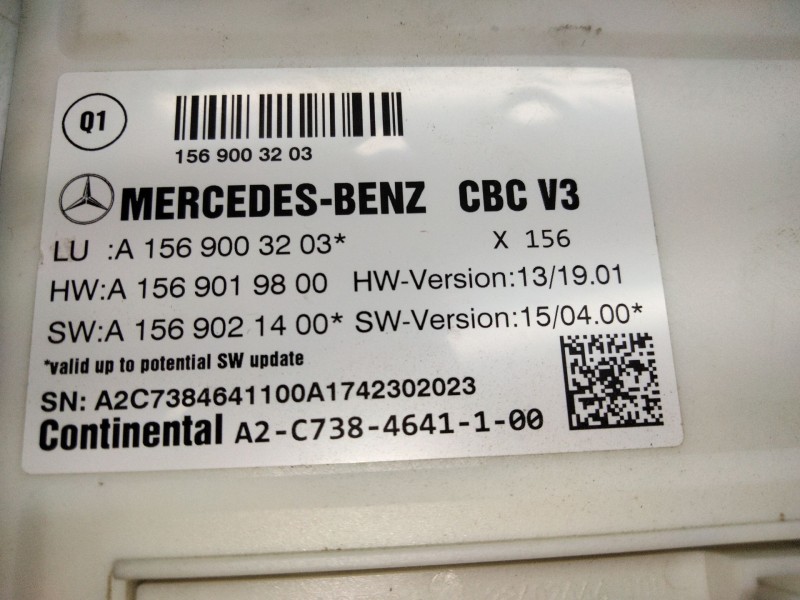 Q1
156 900 32 03
MERCEDES-BENZ CBC V3
LU :A 156 900 32 03* X 156
HW:A 156 901 98 00 HW-Version:13/19.01
SW:A 156 902 14 00* SW-Version:15/04.00*
*valid up to potential SW update
SN: A2C7384641100A1742302023
Continental A2-C738-4641-1-00